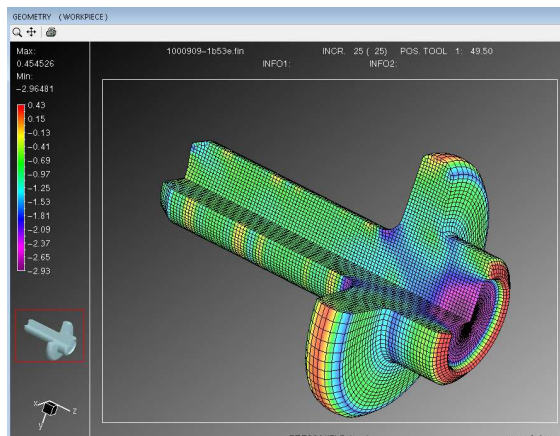 GEOMETRY (WORKPIECE)
Max:
0.454526
Min:
-2.96481
1000909-1b53e.fin INCR. 25 ( 25) POS. TOOL 1: 49.50
INFO1: INFO2:
0.43
0.15
-0.13
-0.41
-0.69
-0.97
-1.25
-1.53
-1.81
-2.09
-2.37
-2.65
-2.93
x
z
y